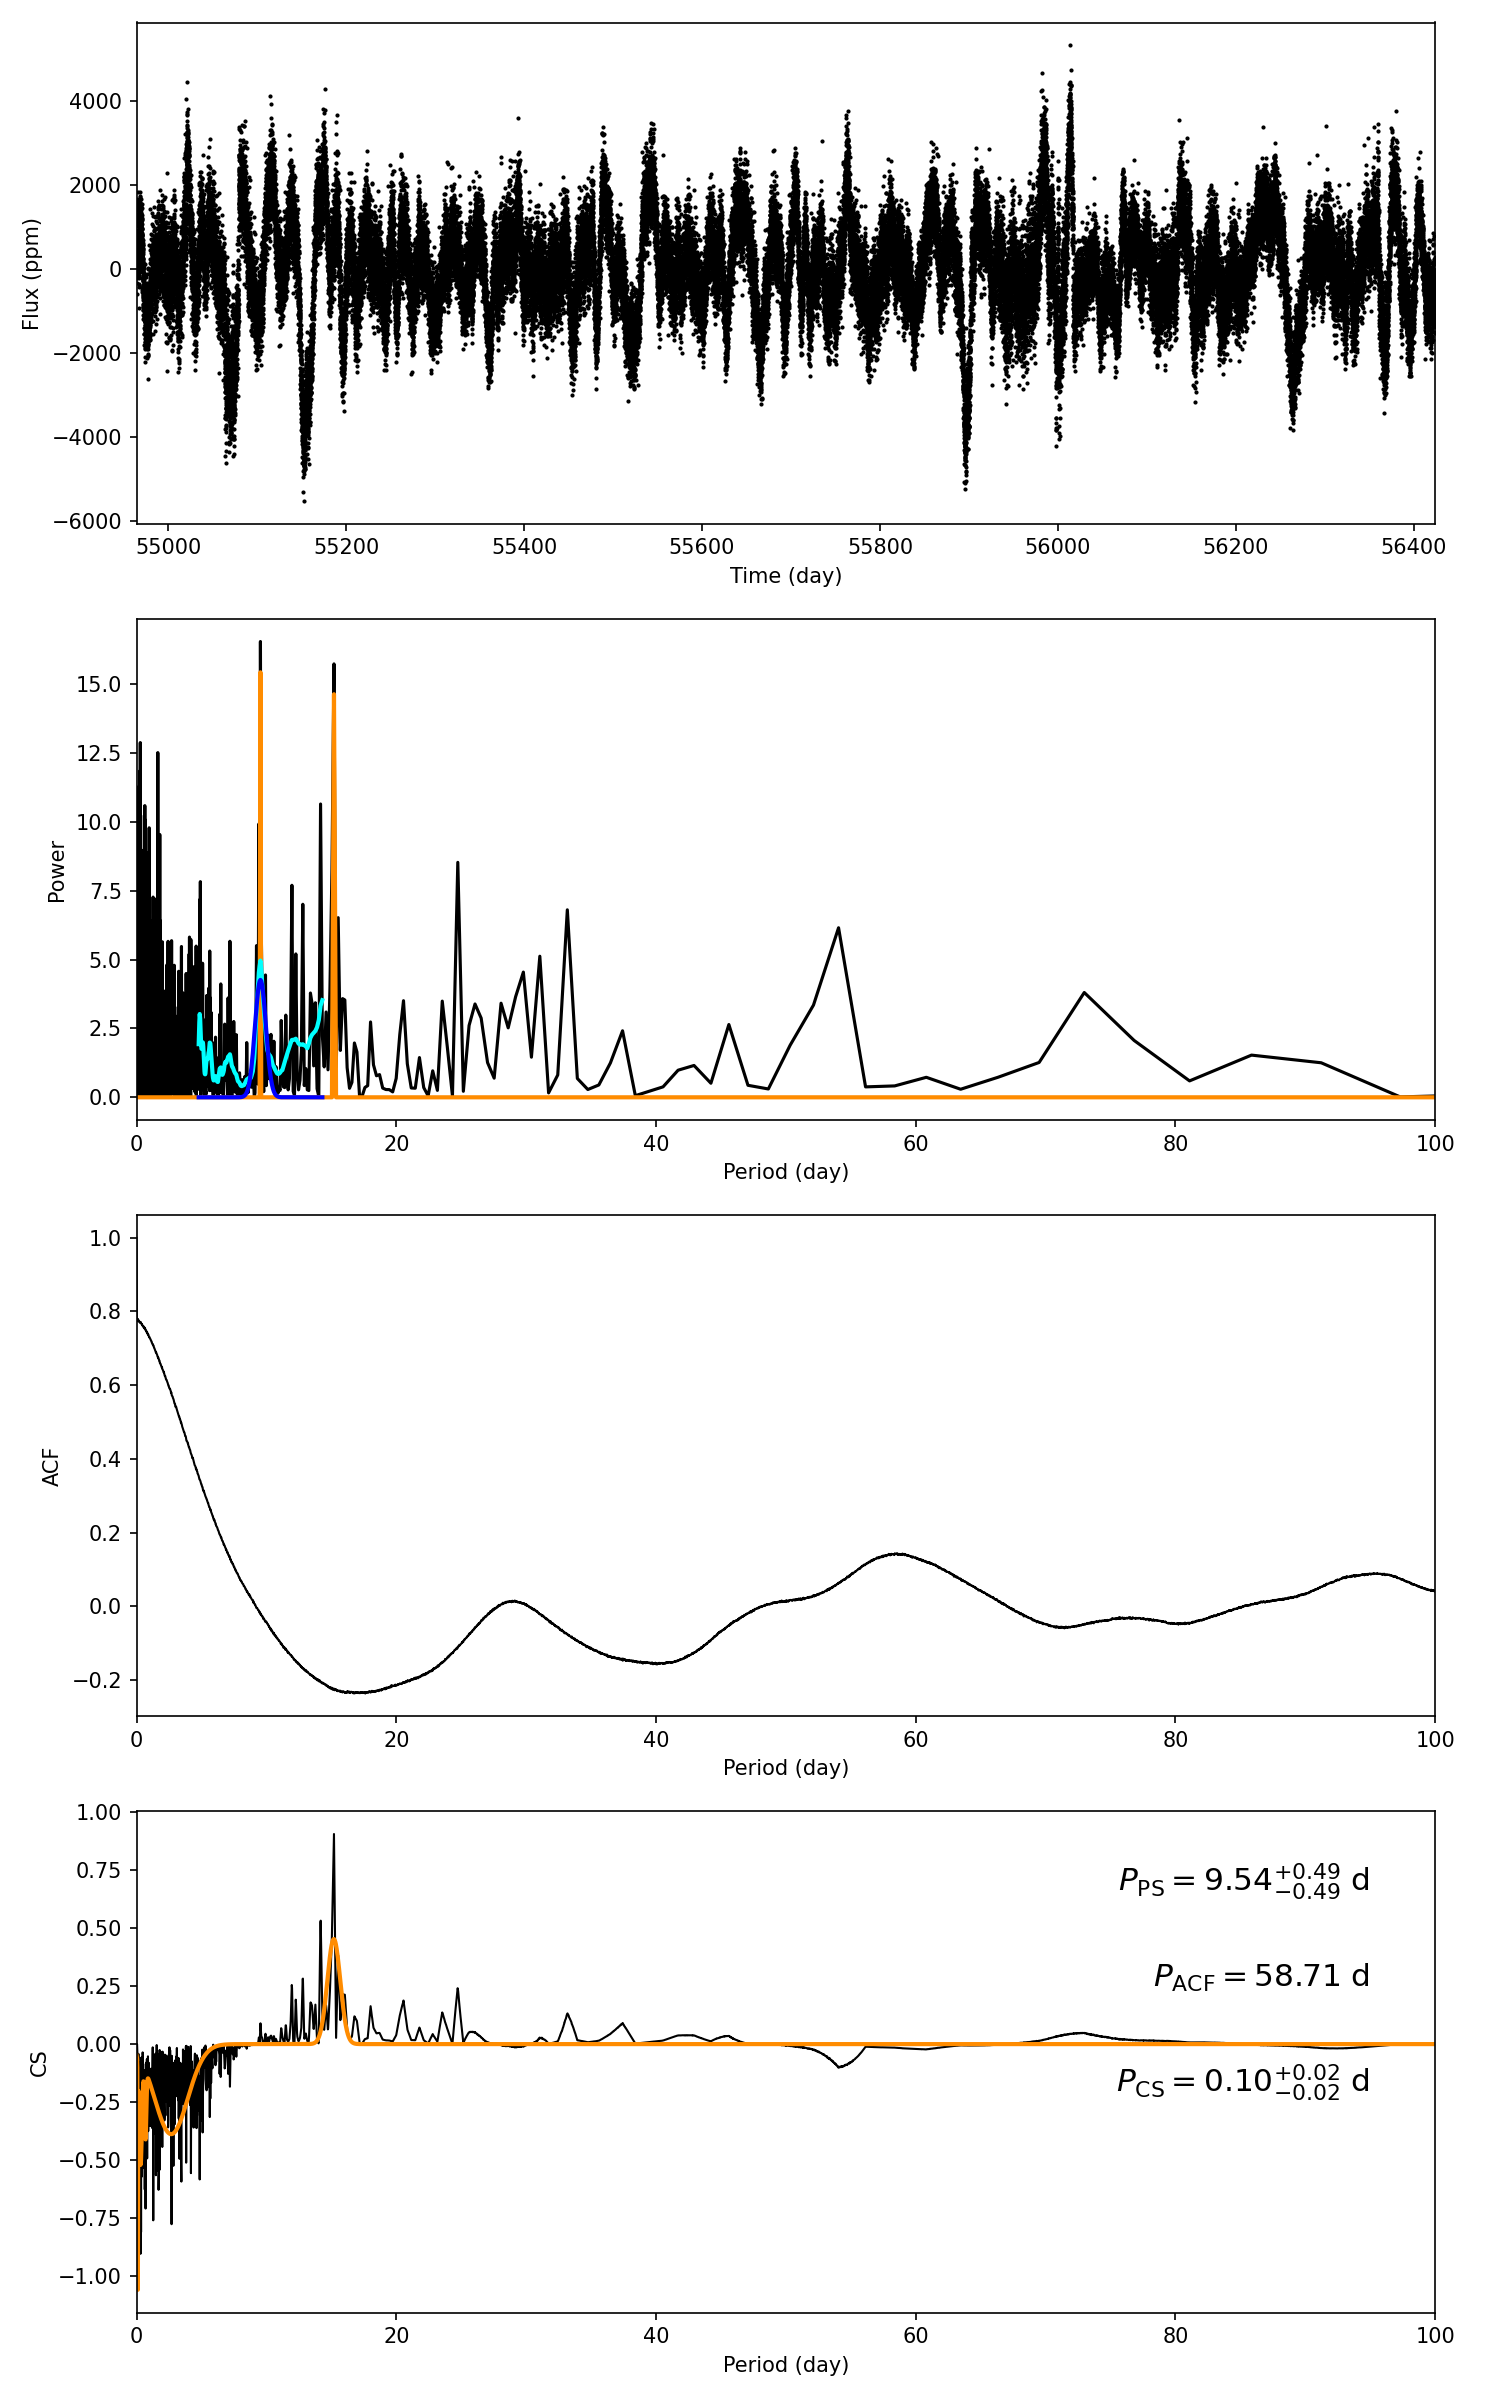 4000
2000
0
−2000
−4000
−6000
Flux (ppm)
55000 55200 55400 55600 55800 56000 56200 56400
Time (day)
15.0
12.5
10.0
7.5
5.0
2.5
0.0
Power
0 20 40 60 80 100
Period (day)
1.0
0.8
0.6
0.4
0.2
0.0
−0.2
ACF
0 20 40 60 80 100
Period (day)
1.00
0.75
0.50
0.25
0.00
−0.25
−0.50
−0.75
−1.00
CS
P_PS = 9.54 +0.49 −0.49 d
P_ACF = 58.71 d
P_CS = 0.10 +0.02 −0.02 d
0 20 40 60 80 100
Period (day)